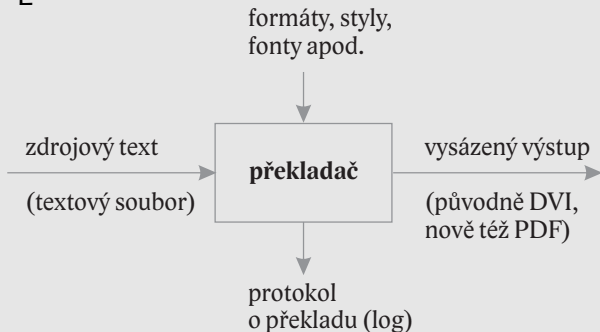 formáty, styly,
fonty apod.
zdrojový text
(textový soubor)
překladač
vysázený výstup
(původně DVI,
nově též PDF)
protokol
o překladu (log)